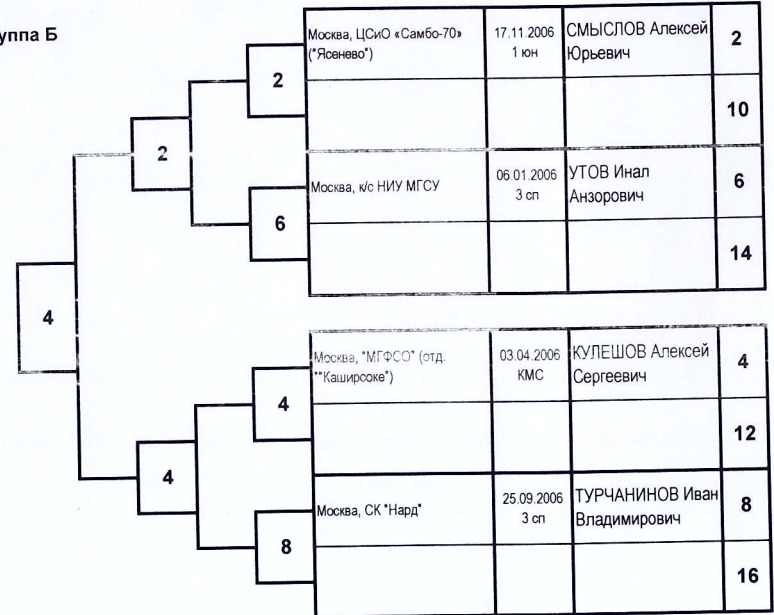 уппа Б
Москва, ЦСиО «Самбо-70»
("Ясенево")
17.11.2006
1 юн
СМЫСЛОВ Алексей
Юрьевич
2
2
10
2
Москва, к/с НИУ МГСУ
06.01.2006
3 сп
УТОВ Инал
Анзорович
6
6
14
4
Москва, "МГФСО" (отд.
""Каширсоке")
03.04.2006
КМС
КУЛЕШОВ Алексей
Сергеевич
4
4
12
4
Москва, СК "Нард"
25.09.2006
3 сп
ТУРЧАНИНОВ Иван
Владимирович
8
8
16